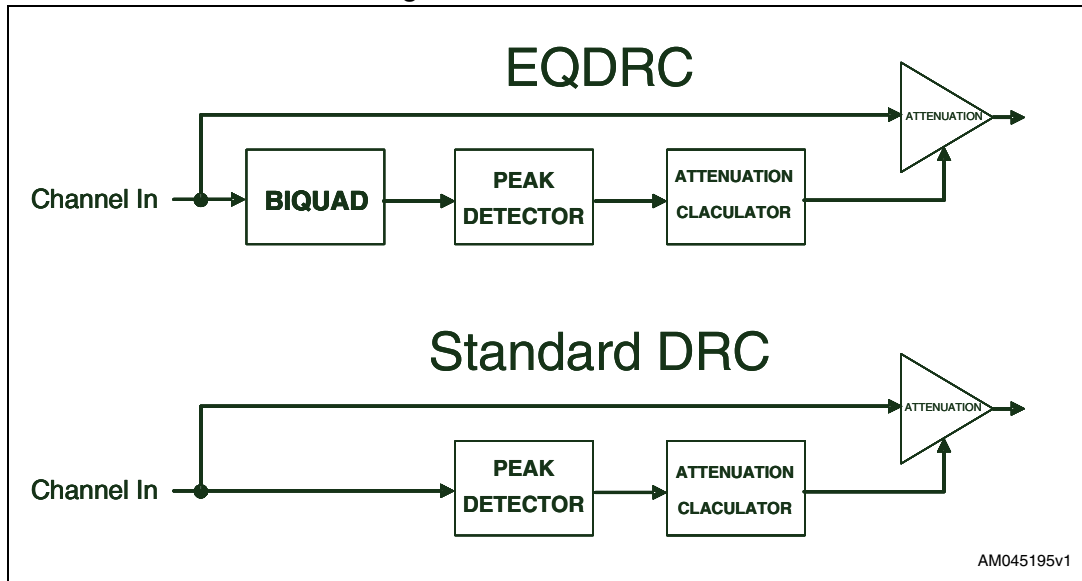 EQDRC
ATTENUATION
Channel In
BIQUAD
PEAK
DETECTOR
ATTENUATION
CLACULATOR
Standard DRC
ATTENUATION
Channel In
PEAK
DETECTOR
ATTENUATION
CLACULATOR
AM045195v1